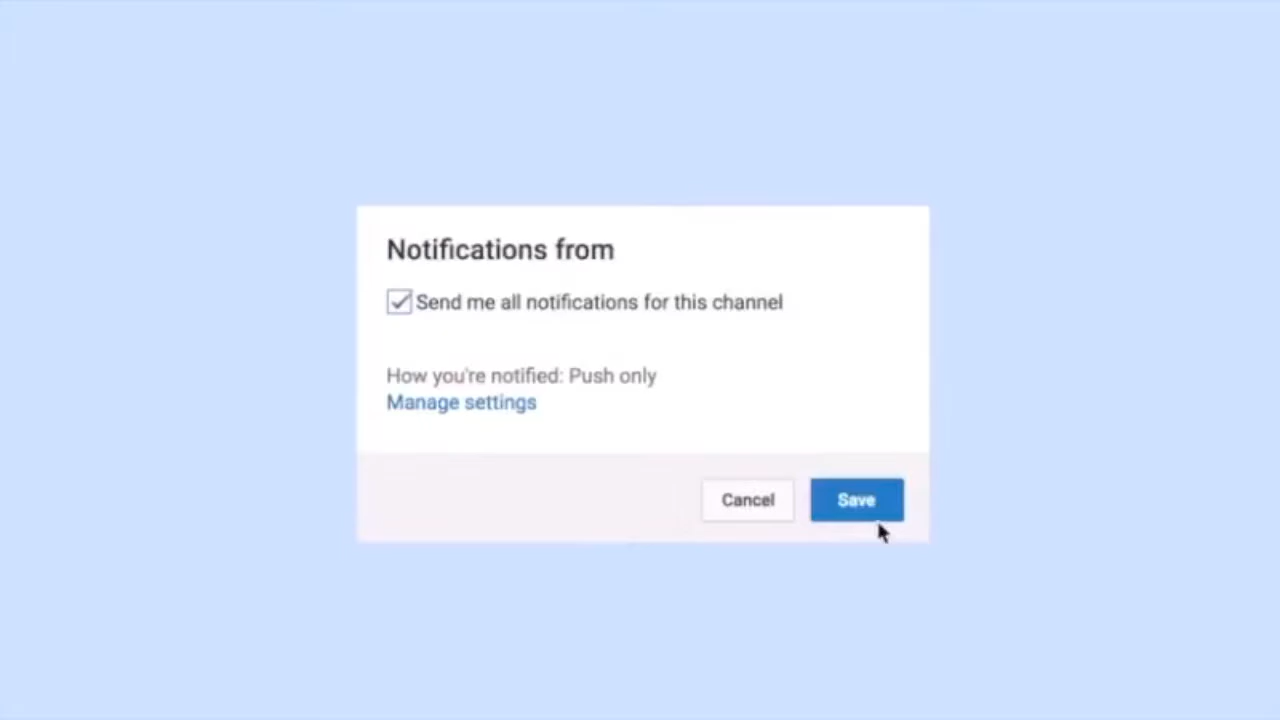 Notifications from
Send me all notifications for this channel
How you're notified: Push only
Manage settings
Cancel Save